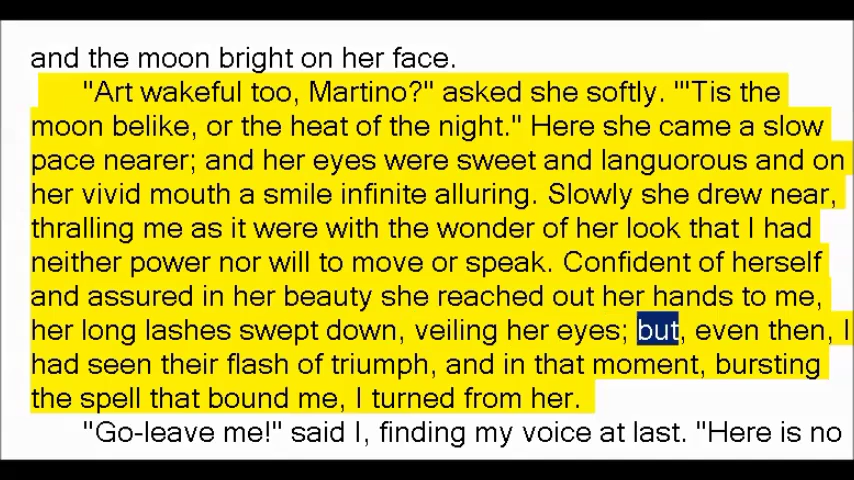 and the moon bright on her face.
"Art wakeful too, Martino?" asked she softly. "'Tis the
moon belike, or the heat of the night." Here she came a slow
pace nearer; and her eyes were sweet and languorous and on
her vivid mouth a smile infinite alluring. Slowly she drew near,
thralling me as it were with the wonder of her look that I had
neither power nor will to move or speak. Confident of herself
and assured in her beauty she reached out her hands to me,
her long lashes swept down, veiling her eyes; but, even then, I
had seen their flash of triumph, and in that moment, bursting
the spell that bound me, I turned from her.
"Go-leave me!" said I, finding my voice at last. "Here is no